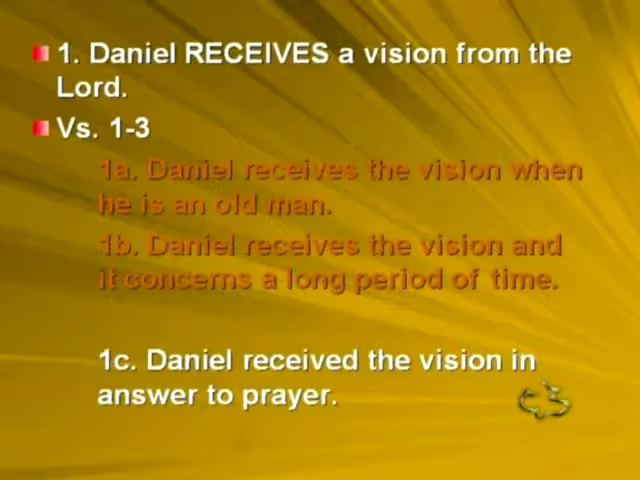 1. Daniel RECEIVES a vision from the
Lord.
Vs. 1-3
1a. Daniel receives the vision when
he is an old man.
1b. Daniel receives the vision and
it concerns a long period of time.
1c. Daniel received the vision in
answer to prayer.